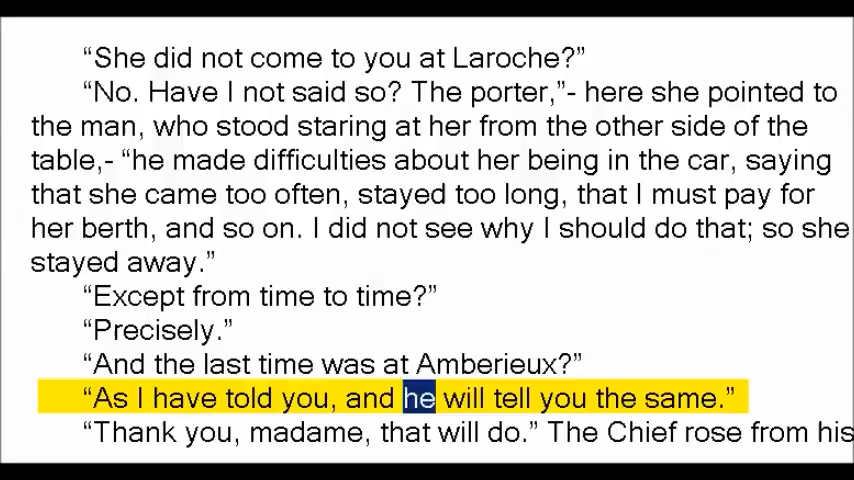 “She did not come to you at Laroche?”
“No. Have I not said so? The porter,”- here she pointed to
the man, who stood staring at her from the other side of the
table,- “he made difficulties about her being in the car, saying
that she came too often, stayed too long, that I must pay for
her berth, and so on. I did not see why I should do that; so she
stayed away.”
“Except from time to time?”
“Precisely.”
“And the last time was at Amberieux?”
“As I have told you, and he will tell you the same.”
“Thank you, madame, that will do.” The Chief rose from his